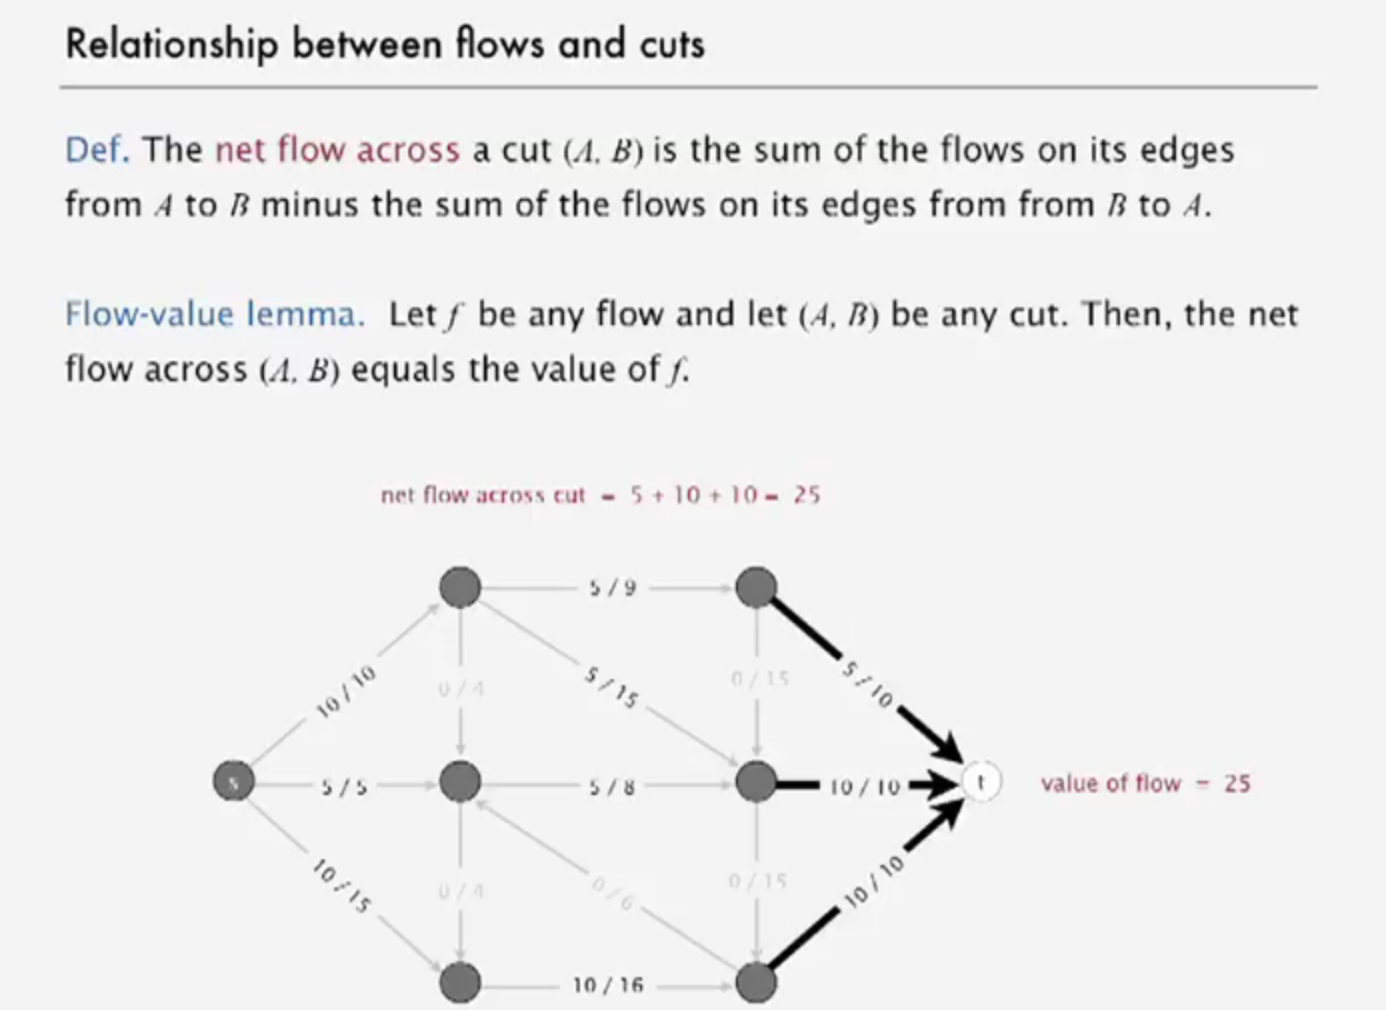 Relationship between flows and cuts
Def. The net flow across a cut (A, B) is the sum of the flows on its edges
from A to B minus the sum of the flows on its edges from from B to A.
Flow-value lemma. Let f be any flow and let (A, B) be any cut. Then, the net
flow across (A, B) equals the value of f.
net flow across cut = 5 + 10 + 10 = 25
5 / 9
10 / 10
0 / 4
5 / 15
0 / 15
5 / 10
s
5 / 5
5 / 8
10 / 10
t
value of flow = 25
10 / 15
0 / 4
0 / 6
0 / 15
10 / 10
10 / 16